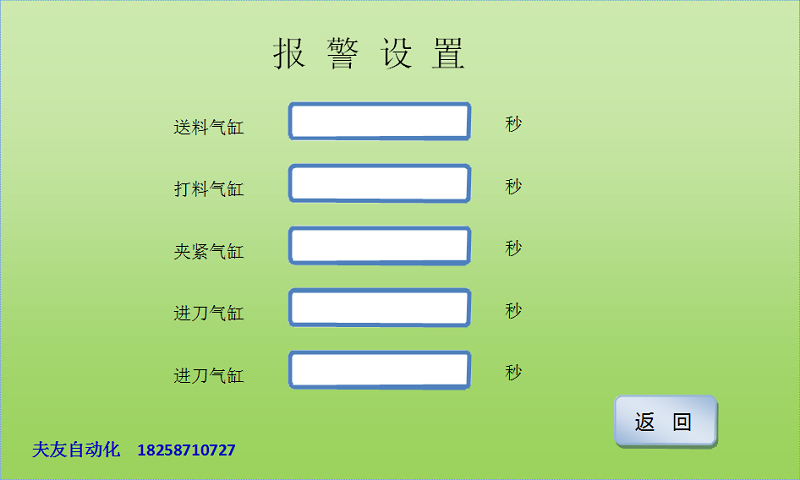 报 警 设 置
送料气缸 秒
打料气缸 秒
夹紧气缸 秒
进刀气缸 秒
进刀气缸 秒
返 回
夫友自动化 18258710727